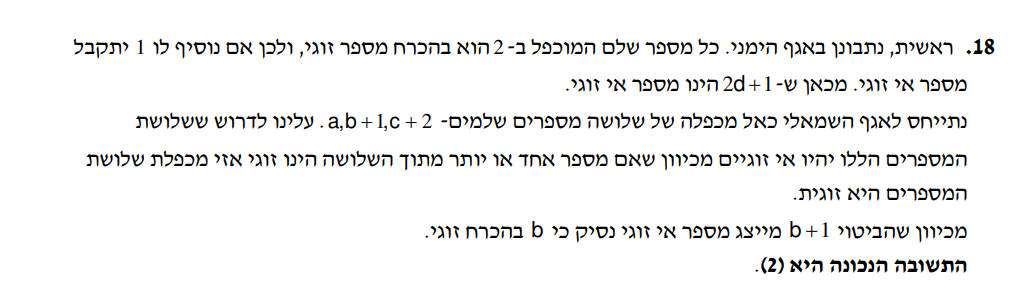 18. ראשית, נתבונן באגף הימני. כל מספר שלם המוכפל ב-2 הוא בהכרח מספר זוגי, ולכן אם נוסיף לו 1 יתקבל
מספר אי זוגי. מכאן ש-2d+1 הינו מספר אי זוגי.
נתייחס לאגף השמאלי כאל מכפלה של שלושה מספרים שלמים- a,b+1,c+2. עלינו לדרוש ששלושת
המספרים הללו יהיו אי זוגיים מכיוון שאם מספר אחד או יותר מתוך השלושה הינו זוגי אזי מכפלת שלושת
המספרים היא זוגית.
מכיוון שהביטוי b+1 מייצג מספר אי זוגי נסיק כי b בהכרח זוגי.
התשובה הנכונה היא (2).